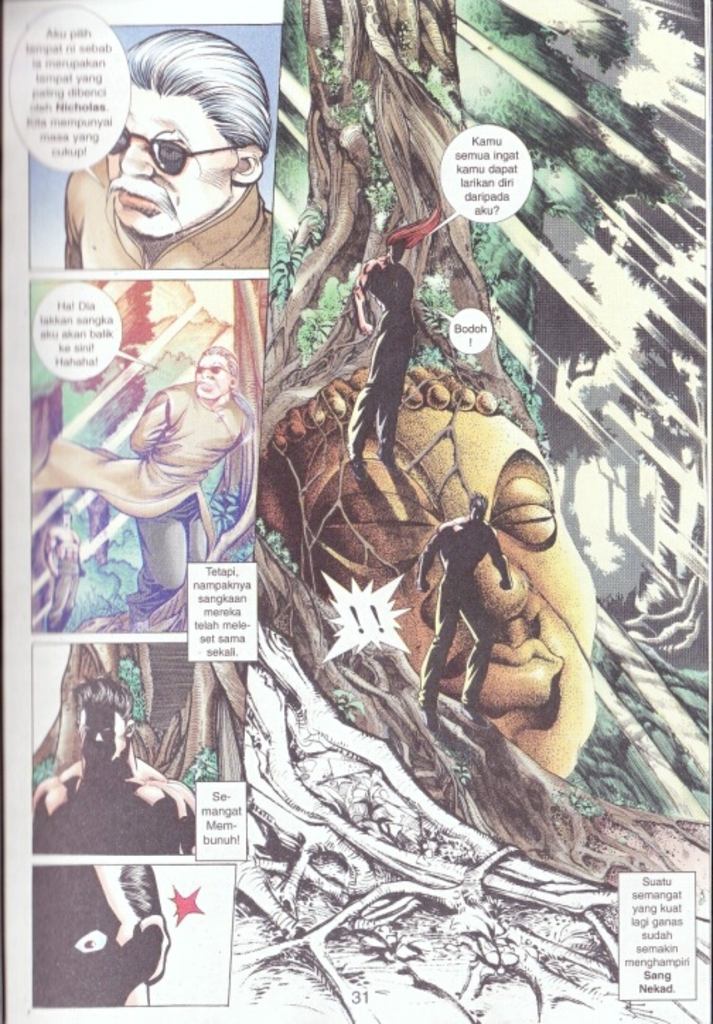 Aku pilih
tempat ni sebab
ia merupakan
tempat yang
paling dibenci
oleh Nicholas.
Kita mempunyai
masa yang
cukup!
Kamu
semua ingat
kamu dapat
larikan diri
daripada
aku?
Ha! Dia
takkan sangka
aku akan balik
ke sini!
Hahaha!
Bodoh
!
Tetapi,
nampaknya
sangkaan
mereka
telah mele-
set sama
sekali.
!!
Se-
mangat
Mem-
bunuh!
Suatu
semangat
yang kuat
lagi ganas
sudah
semakin
menghampiri
Sang
Nekad.
31